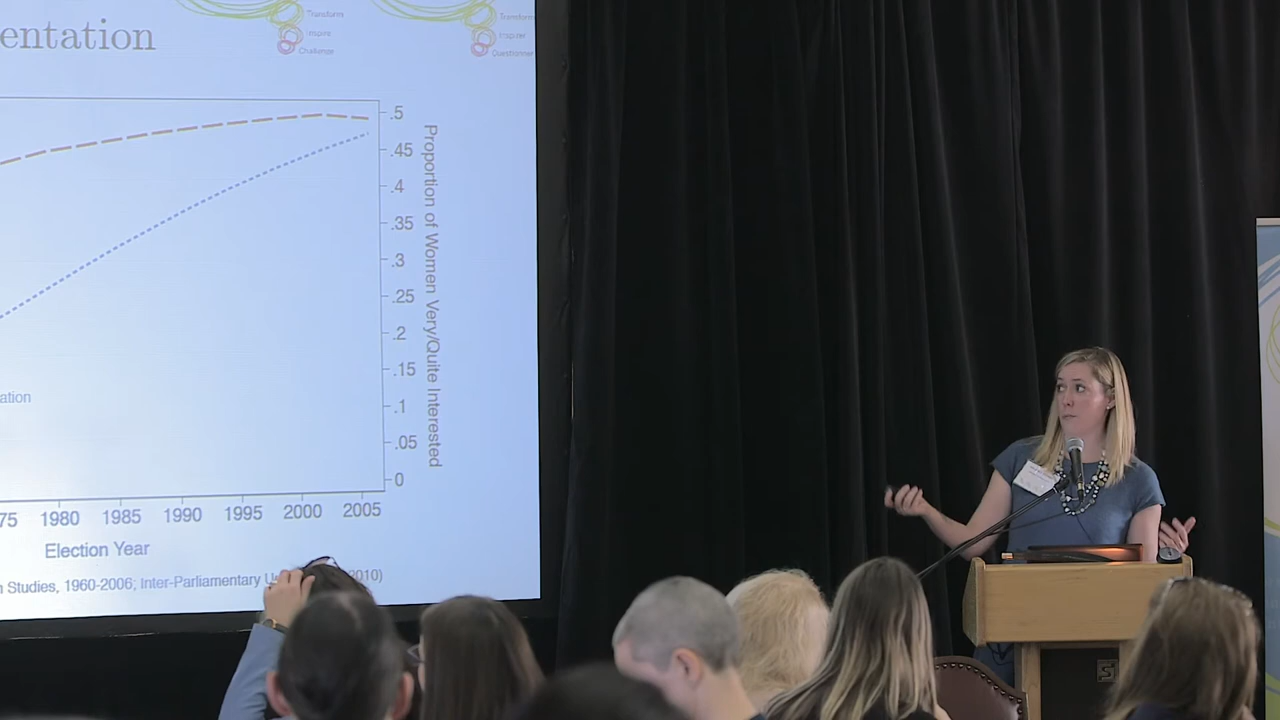 entation
Transform
Inspire
Challenge
Transform
Inspirer
Questionner
.5
.45
.4
.35
.3
.25
.2
.15
.1
.05
0
Proportion of Women Very/Quite Interested
ation
75 1980 1985 1990 1995 2000 2005
Election Year
n Studies, 1960-2006; Inter-Parliamentary 2010)